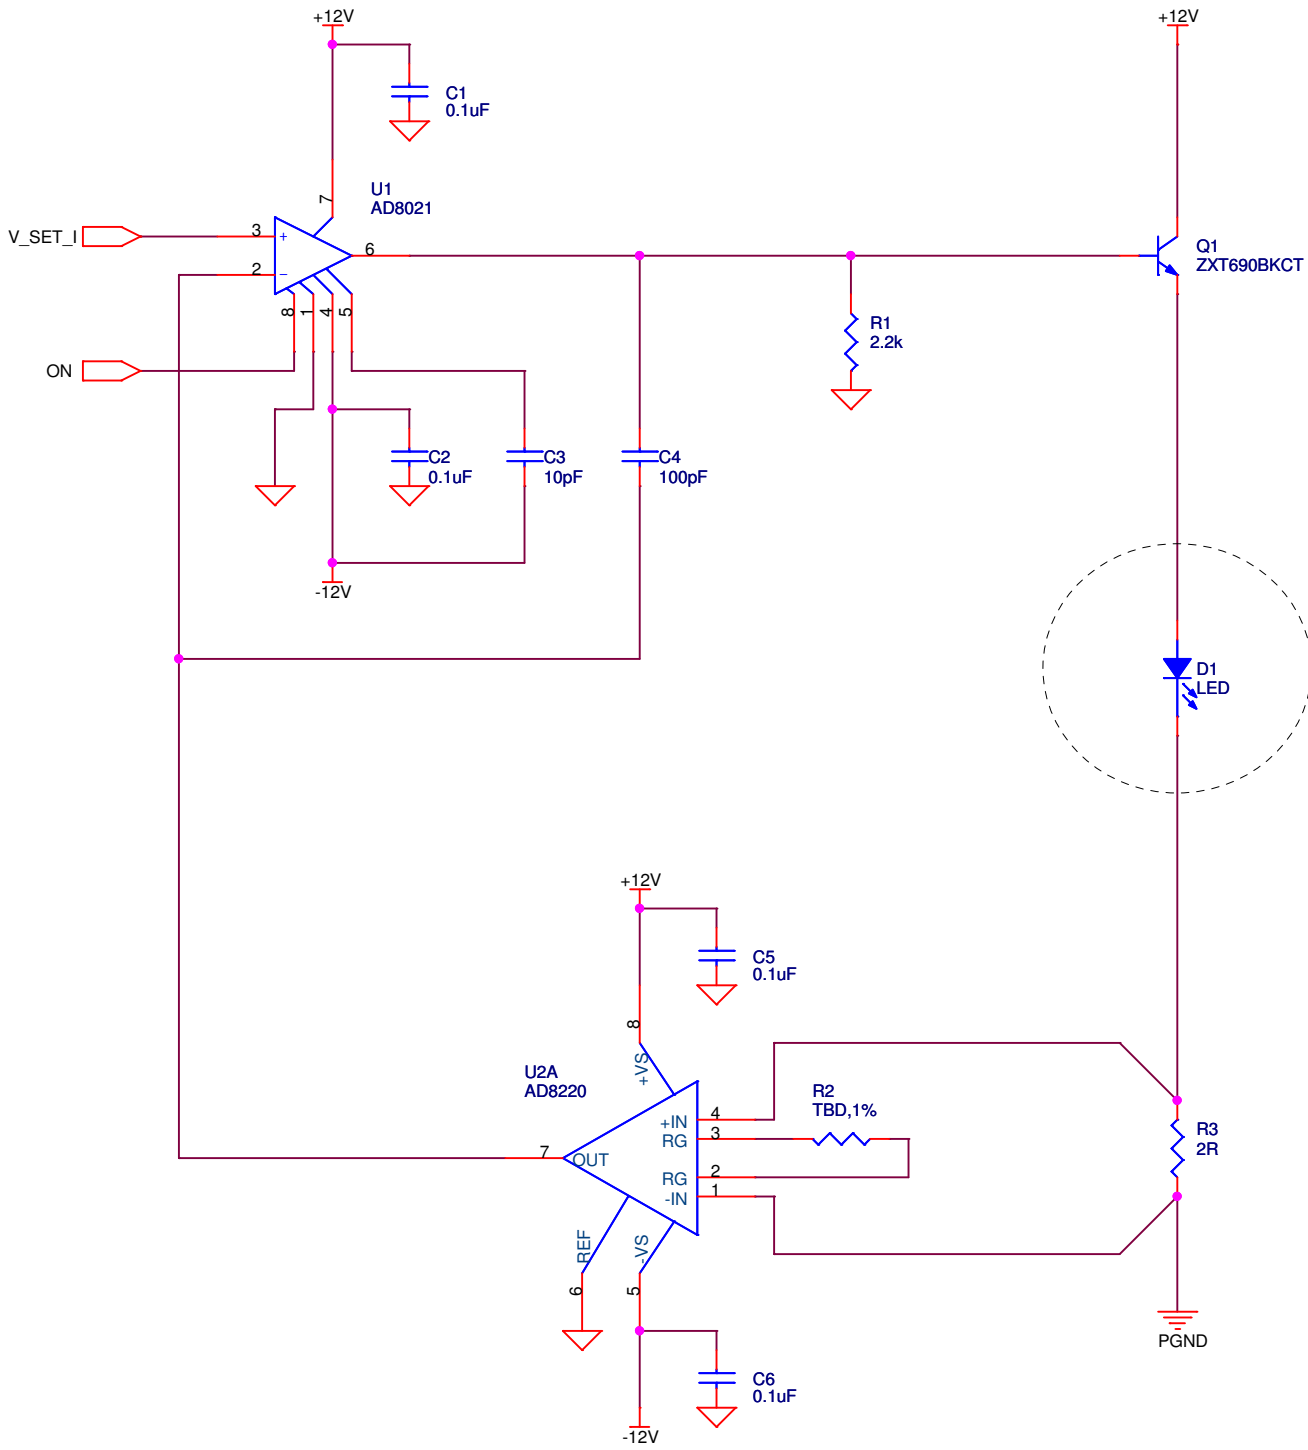 +12V
+12V
C1
0.1uF
7
U1
AD8021
V_SET_I
3
+
6
2
−
Q1
ZXT690BKCT
8
1
4
5
R1
2.2k
ON
C2
0.1uF
C3
10pF
C4
100pF
-12V
D1
LED
+12V
C5
0.1uF
8
+VS
U2A
AD8220
R2
TBD,1%
4
+IN
3
RG
R3
2R
7
OUT
2
RG
1
-IN
REF
-VS
6
5
PGND
C6
0.1uF
-12V